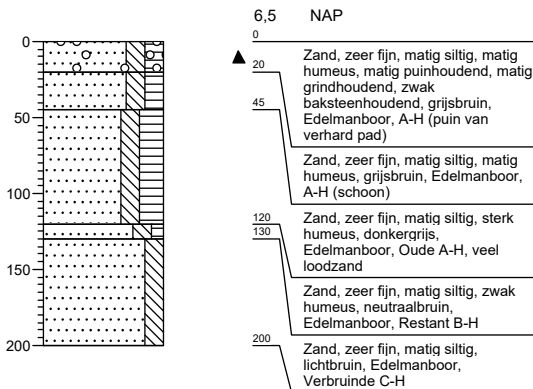 6,5 NAP
0
50
100
150
200
0
Zand, zeer fijn, matig siltig, matig
humeus, matig puinhoudend, matig
grindhoudend, zwak
baksteenhoudend, grijsbruin,
Edelmanboor, A-H (puin van
verhard pad)
20
Zand, zeer fijn, matig siltig, matig
humeus, grijsbruin, Edelmanboor,
A-H (schoon)
45
Zand, zeer fijn, matig siltig, sterk
humeus, donkergrijs,
Edelmanboor, Oude A-H, veel
loodzand
120
130
Zand, zeer fijn, matig siltig, zwak
humeus, neutraalbruin,
Edelmanboor, Restant B-H
200
Zand, zeer fijn, matig siltig,
lichtbruin, Edelmanboor,
Verbruinde C-H